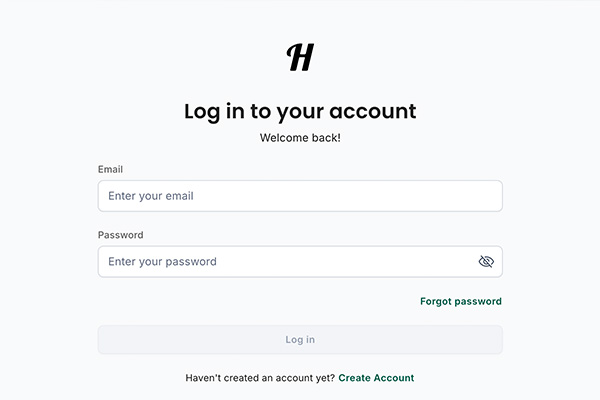 H
Log in to your account
Welcome back!
Email
Enter your email
Password
Enter your password
Forgot password
Log in
Haven't created an account yet? Create Account